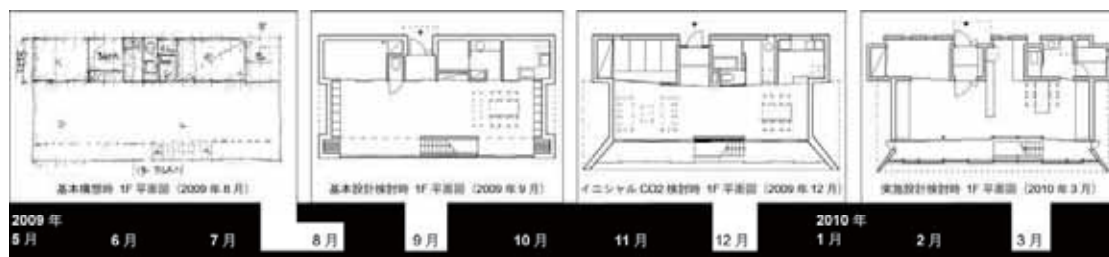 基本構想時 1F 平面図（2009 年 8 月）
基本設計検討時 1F 平面図（2009 年 9 月）
イニシャル CO2 検討時 1F 平面図（2009 年 12 月）
実施設計検討時 1F 平面図（2010 年 3 月）
2009 年
5 月
6 月
7 月
8 月
9 月
10 月
11 月
12 月
2010 年
1 月
2 月
3 月